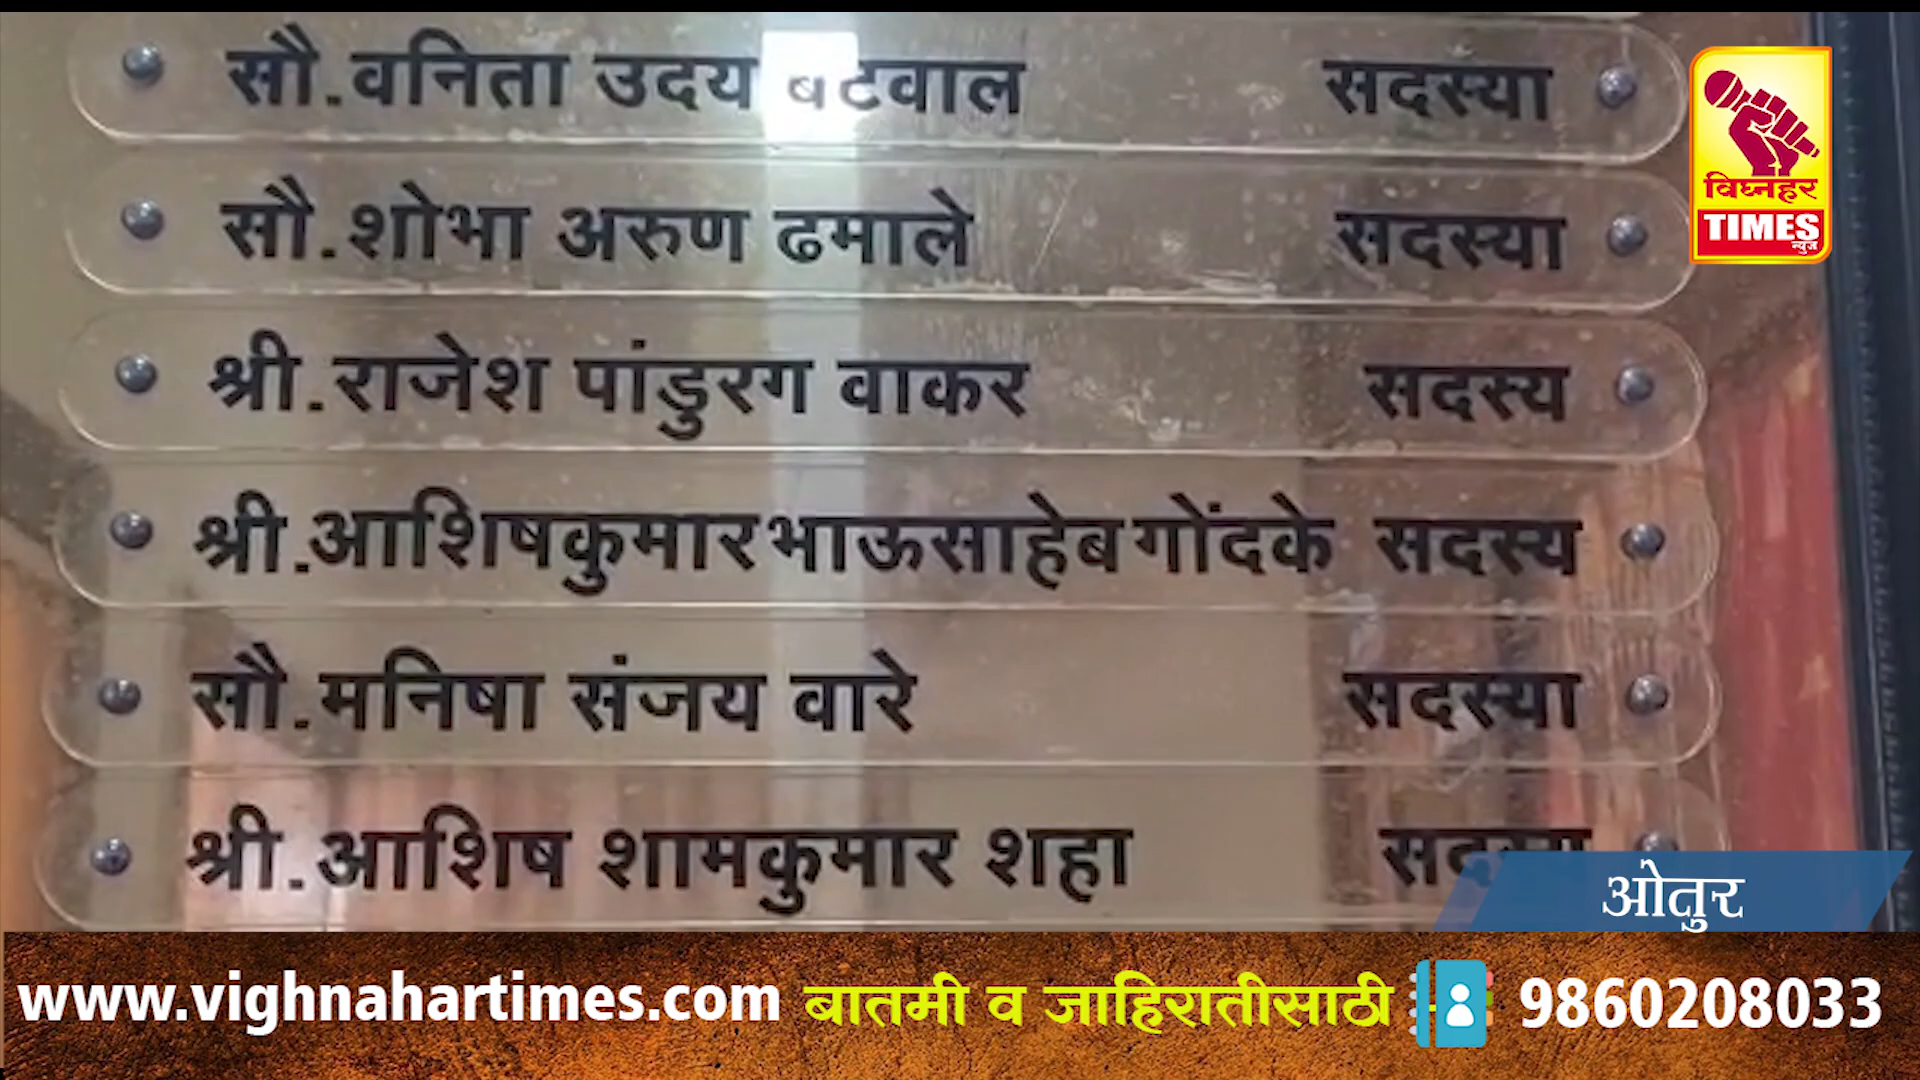 सौ.वनिता उदय बटवाल सदस्या
सौ.शोभा अरुण ढमाले सदस्या
श्री.राजेश पांडुरग वाकर सदस्य
श्री.आशिषकुमार भाऊसाहेब गोंदके सदस्य
सौ.मनिषा संजय वारे सदस्या
श्री.आशिष शामकुमार शहा सदस्य
विघ्नहर
TIMES
न्युज
ओतुर
www.vighnahartimes.com बातमी व जाहिरातीसाठी - 9860208033